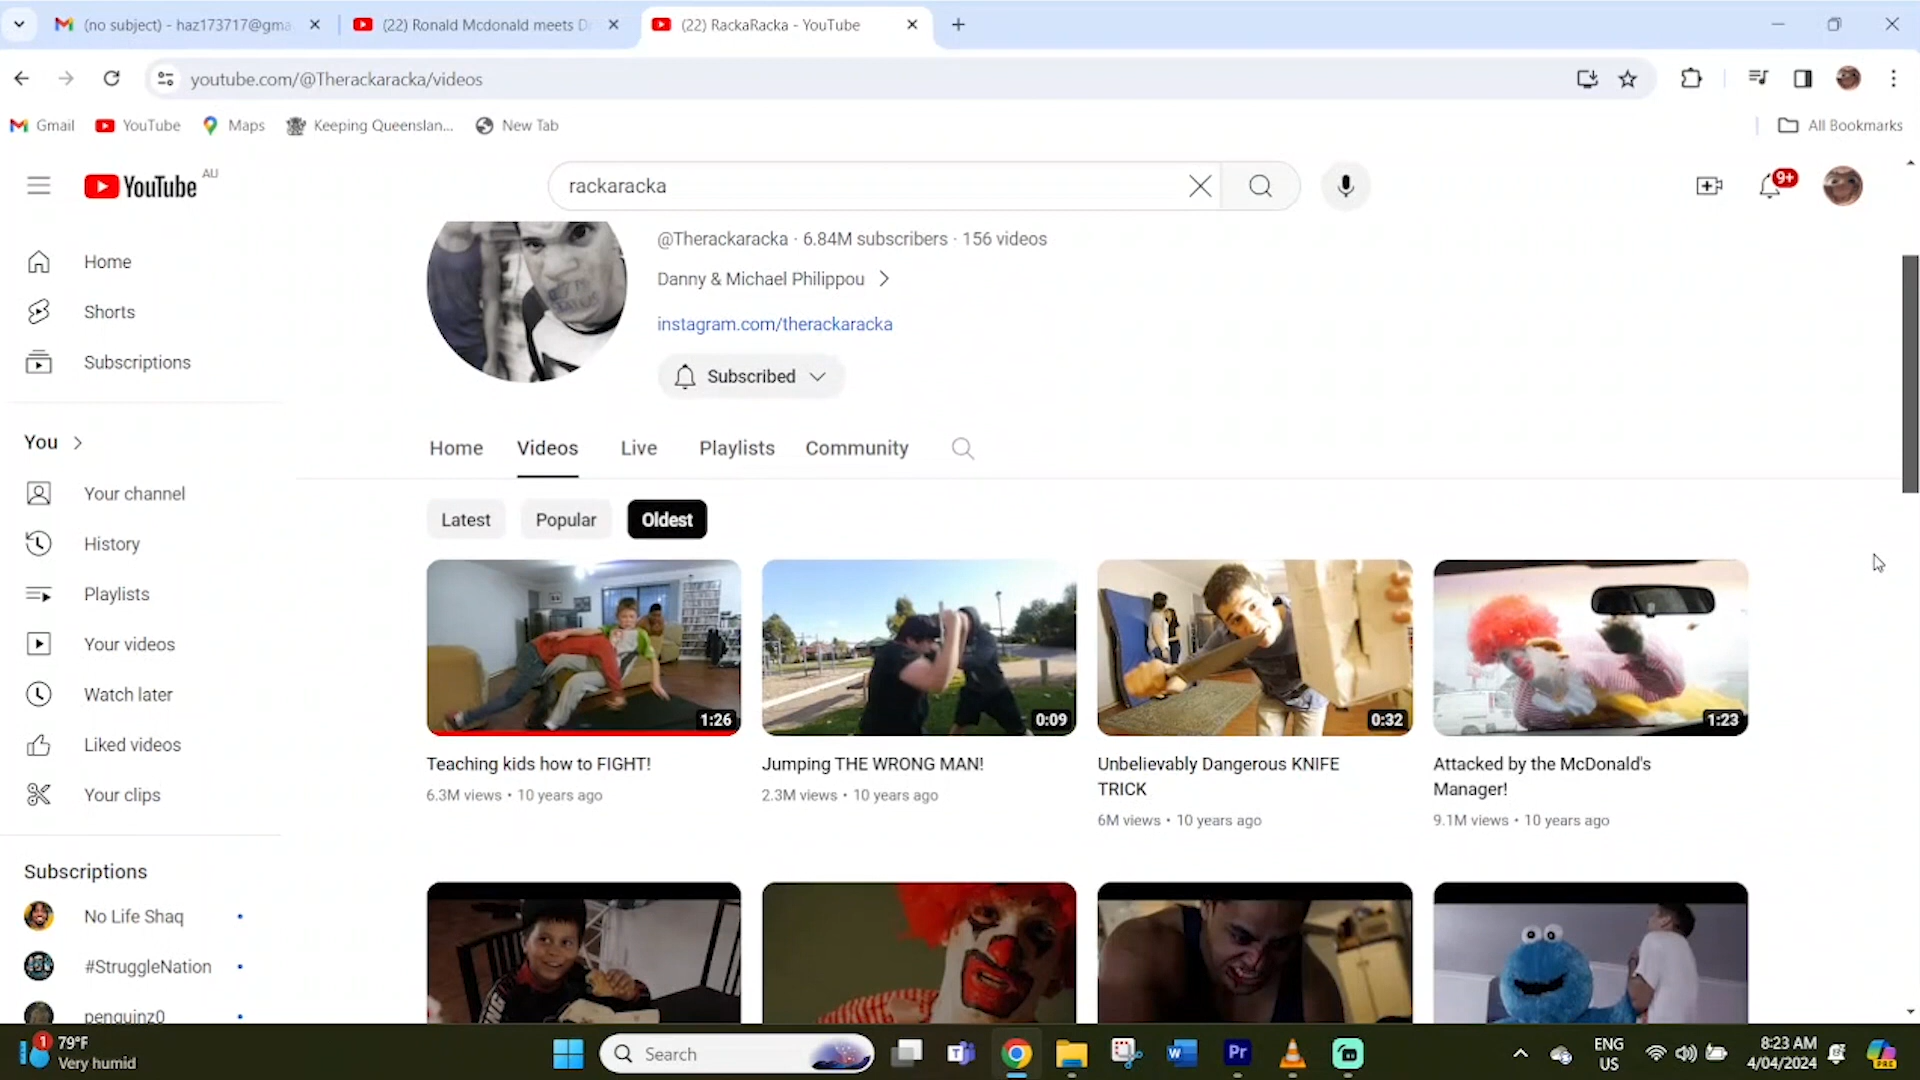 (no subject) - haz173717@gma
(22) Ronald Mcdonald meets D
(22) RackaRacka - YouTube
youtube.com/@Therackaracka/videos
Gmail
YouTube
Maps
Keeping Queenslan...
New Tab
All Bookmarks
YouTube AU
rackaracka
9+
@Therackaracka · 6.84M subscribers · 156 videos
Danny & Michael Philippou
instagram.com/therackaracka
Subscribed
Home
Shorts
Subscriptions
You
Your channel
History
Playlists
Your videos
Watch later
Liked videos
Your clips
Subscriptions
No Life Shaq
#StruggleNation
penguinz0
Home Videos Live Playlists Community
Latest Popular Oldest
1:26
0:09
0:32
1:23
Teaching kids how to FIGHT!
6.3M views • 10 years ago
Jumping THE WRONG MAN!
2.3M views • 10 years ago
Unbelievably Dangerous KNIFE
TRICK
6M views • 10 years ago
Attacked by the McDonald's
Manager!
9.1M views • 10 years ago
1
79°F
Very humid
Search
W
Pr
ENG
US
8:23 AM
4/04/2024
PRE